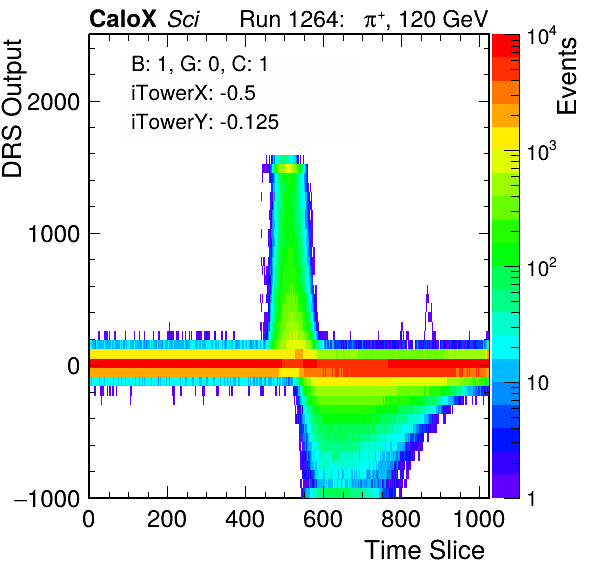 CaloX Sci Run 1264: π⁺, 120 GeV
B: 1, G: 0, C: 1
iTowerX: -0.5
iTowerY: -0.125
DRS Output
2000
1000
0
−1000
0 200 400 600 800 1000
Time Slice
Events
10⁴
10³
10²
10
1